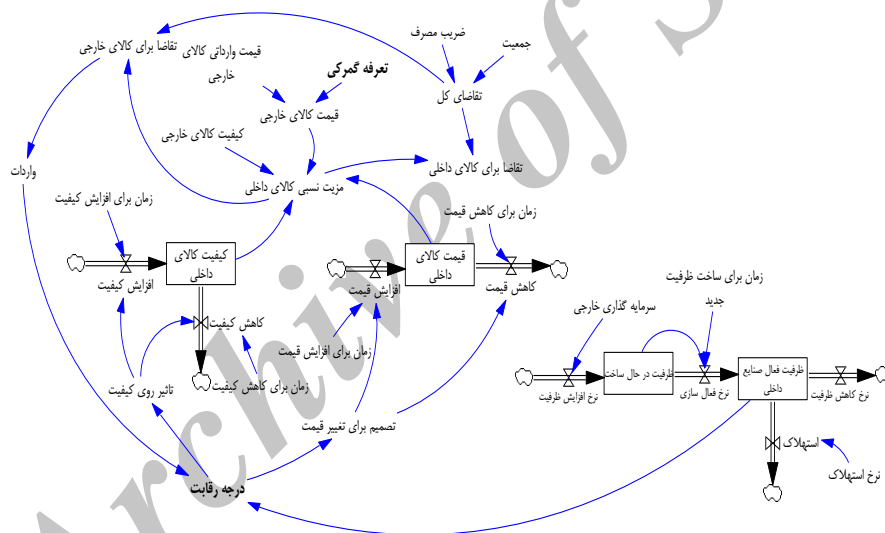 ضریب مصرف
جمعیت
تقاضا برای کالای خارجی
قیمت وارداتی کالای
خارجی
تعرفه گمرکی
تقاضای کل
قیمت کالای خارجی
کیفیت کالای خارجی
واردات
تقاضا برای کالای داخلی
مزیت نسبی کالای داخلی
زمان برای افزایش کیفیت
زمان برای کاهش قیمت
کیفیت کالای
داخلی
قیمت کالای
داخلی
افزایش کیفیت
افزایش قیمت
کاهش قیمت
زمان برای ساخت ظرفیت
جدید
سرمایه گذاری خارجی
کاهش کیفیت
زمان برای افزایش قیمت
ظرفیت در حال ساخت
ظرفیت فعال صنایع
داخلی
نرخ افزایش ظرفیت
نرخ فعال سازی
نرخ کاهش ظرفیت
تاثیر روی کیفیت
زمان برای کاهش کیفیت
تصمیم برای تغییر قیمت
استهلاک
نرخ استهلاک
درجه رقابت
Archive of S